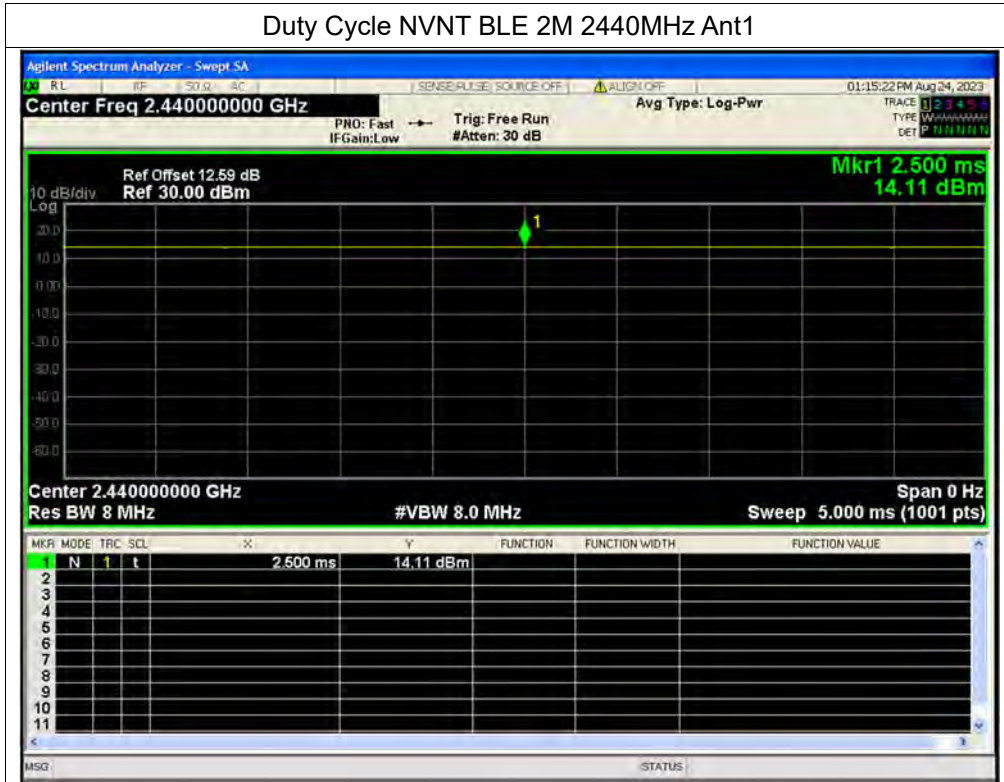 Duty Cycle NVNT BLE 2M 2440MHz Ant1
Agilent Spectrum Analyzer - Swept SA
RL RF 50 Ω AC SENSE:PULSE SOURCE OFF ALIGN OFF 01:15:22 PM Aug 24, 2023
Center Freq 2.440000000 GHz Avg Type: Log-Pwr TRACE 1 2 3 4 5 6
PNO: Fast Trig: Free Run TYPE
IFGain:Low #Atten: 30 dB DET P N N N N N
Mkr1 2.500 ms
Ref Offset 12.59 dB
10 dB/div Ref 30.00 dBm 14.11 dBm
Log
20.0
1
10.0
0.00
-10.0
-20.0
-30.0
-40.0
-50.0
-60.0
Center 2.440000000 GHz Span 0 Hz
Res BW 8 MHz #VBW 8.0 MHz Sweep 5.000 ms (1001 pts)
MKR MODE TRC SCL X Y FUNCTION FUNCTION WIDTH FUNCTION VALUE
1 N 1 t 2.500 ms 14.11 dBm
2
3
4
5
6
7
8
9
10
11
MSG STATUS